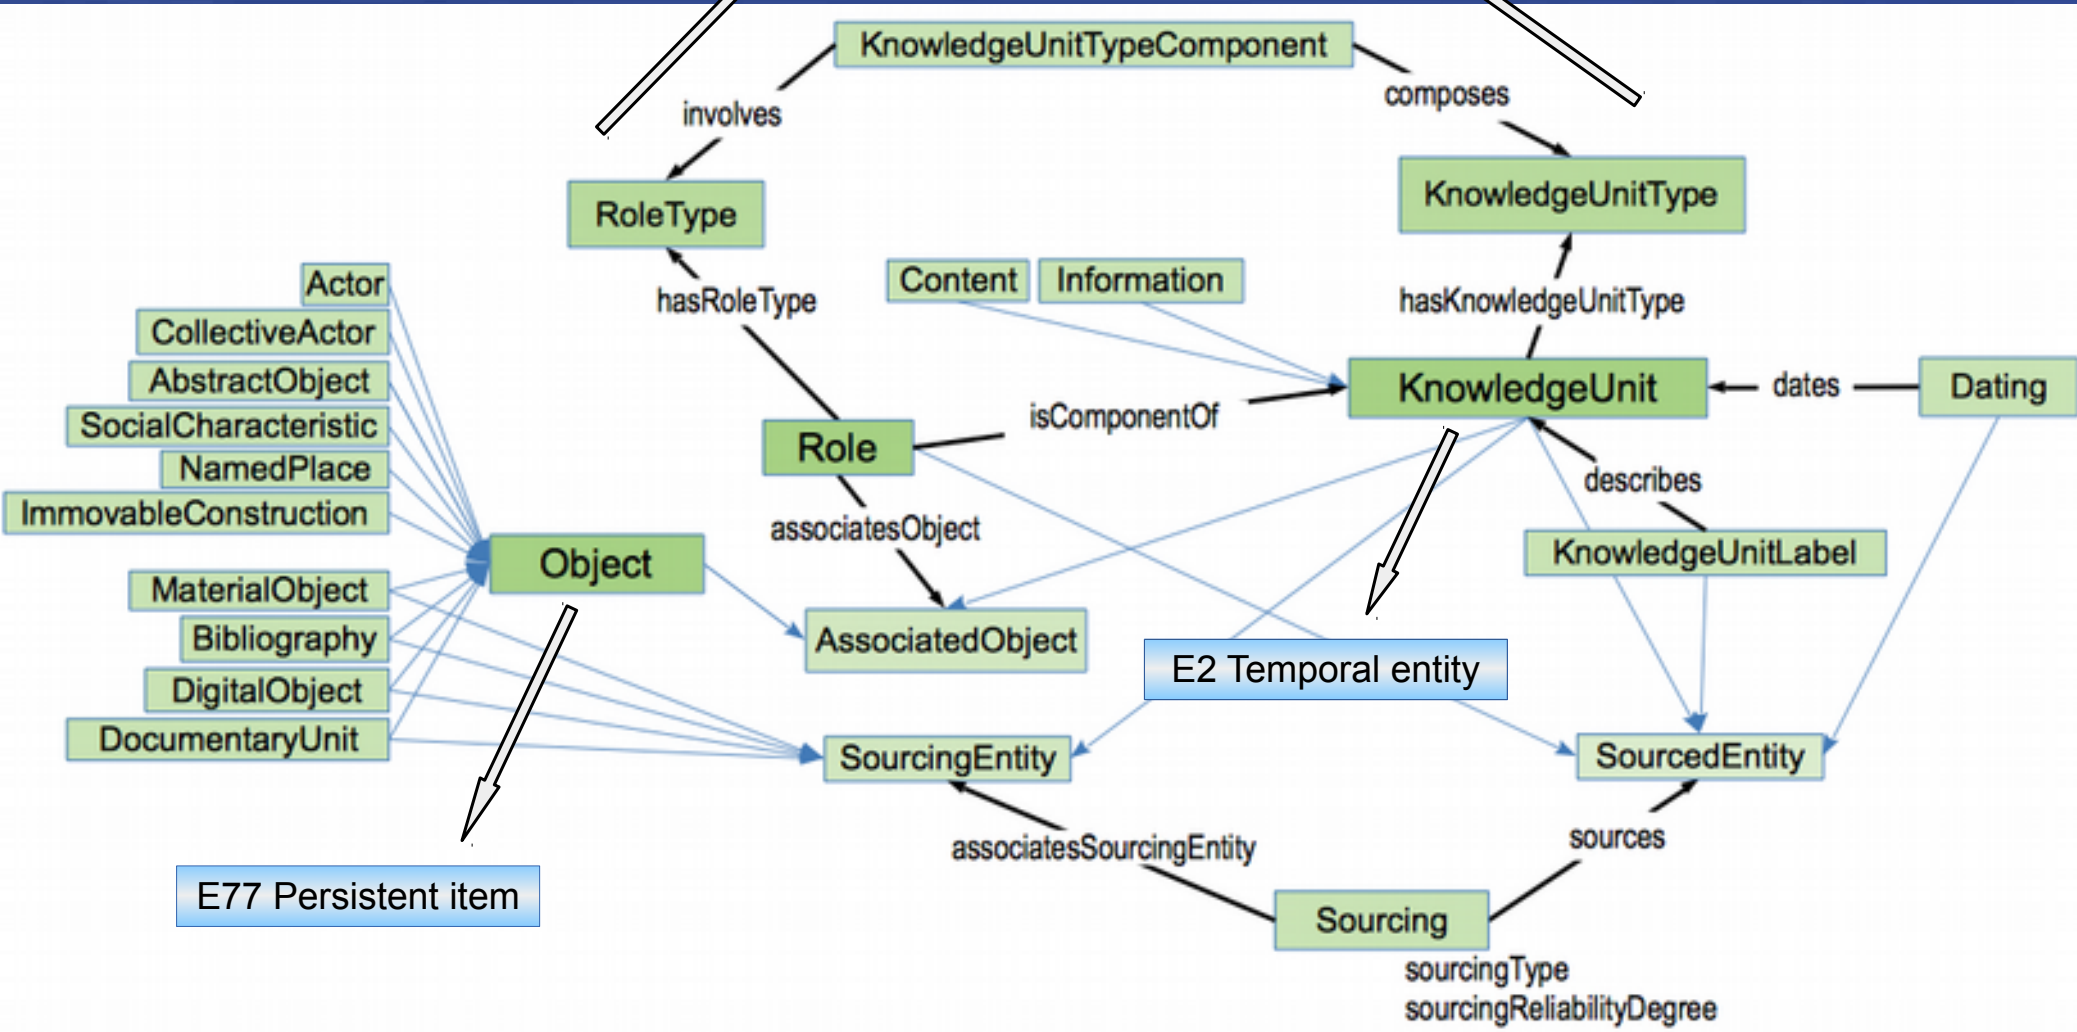 KnowledgeUnitTypeComponent
composes
involves
KnowledgeUnitType
RoleType
Actor
Content
Information
hasRoleType
hasKnowledgeUnitType
CollectiveActor
AbstractObject
KnowledgeUnit
dates
Dating
SocialCharacteristic
isComponentOf
Role
NamedPlace
describes
ImmovableConstruction
associatesObject
KnowledgeUnitLabel
Object
MaterialObject
Bibliography
AssociatedObject
E2 Temporal entity
DigitalObject
DocumentaryUnit
SourcingEntity
SourcedEntity
associatesSourcingEntity
sources
E77 Persistent item
Sourcing
sourcingType
sourcingReliabilityDegree